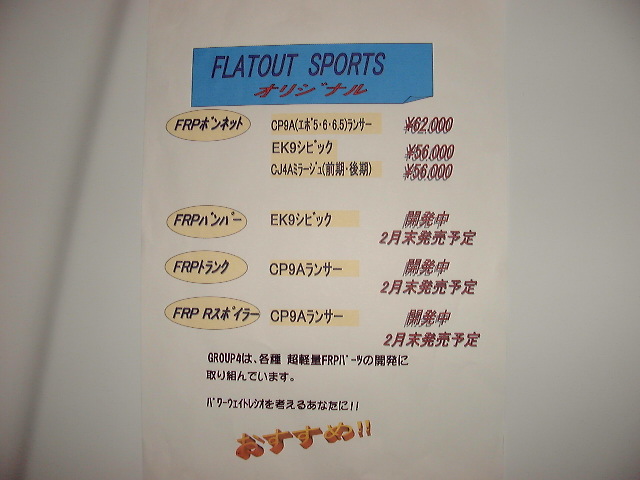 FLATOUT SPORTS
オリジナル
FRPボンネット CP9A(エボ5・6・6.5)ランサー ¥62,000
EK9シビック ¥56,000
CJ4Aミラージュ(前期・後期) ¥56,000
FRPバンパー EK9シビック 開発中
2月末発売予定
FRPトランク CP9Aランサー 開発中
2月末発売予定
FRP Rスポイラー CP9Aランサー 開発中
2月末発売予定
GROUP4は、各種 超軽量FRPパーツの開発に
取り組んでいます。
パワーウェイトレシオを考えるあなたに!!
おすすめ!!